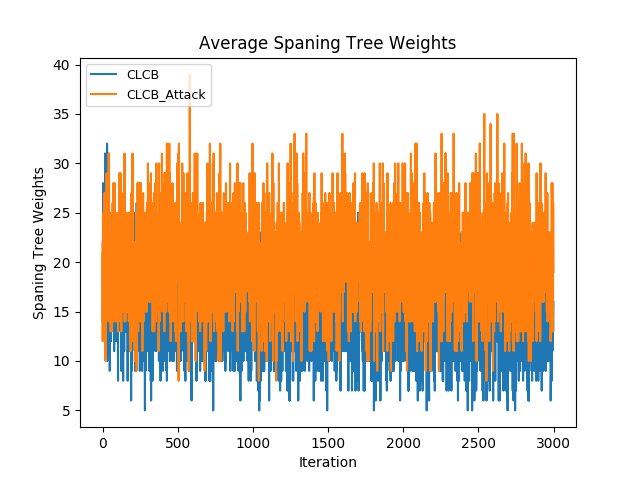 Average Spaning Tree Weights
CLCB
CLCB_Attack
40
35
30
25
20
15
10
5
Spaning Tree Weights
0 500 1000 1500 2000 2500 3000
Iteration